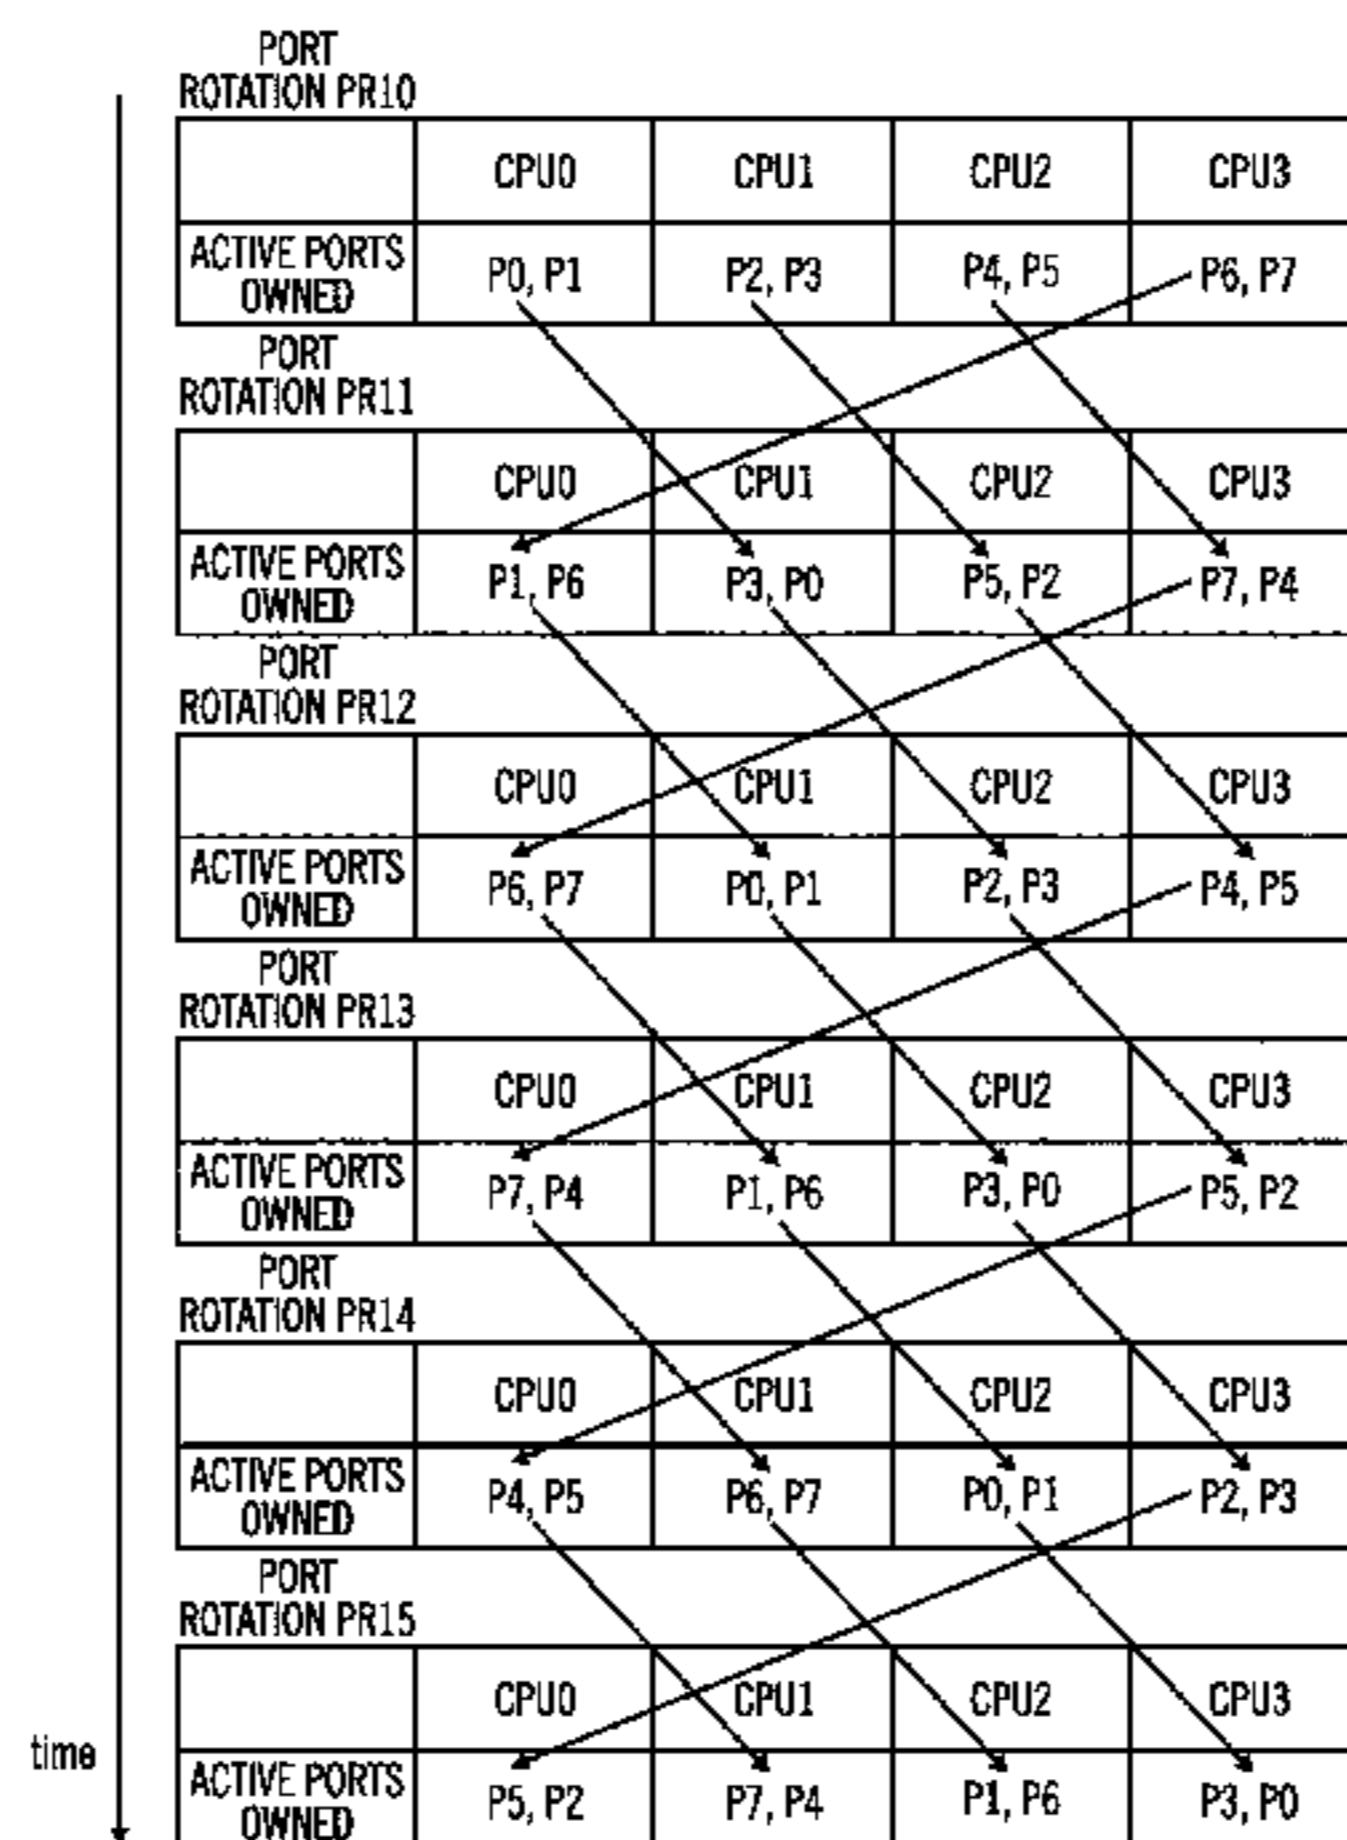 PORT
ROTATION PR10
CPU0 CPU1 CPU2 CPU3
ACTIVE PORTS
OWNED
P0, P1 P2, P3 P4, P5 P6, P7
PORT
ROTATION PR11
CPU0 CPU1 CPU2 CPU3
ACTIVE PORTS
OWNED
P1, P6 P3, P0 P5, P2 P7, P4
PORT
ROTATION PR12
CPU0 CPU1 CPU2 CPU3
ACTIVE PORTS
OWNED
P6, P7 P0, P1 P2, P3 P4, P5
PORT
ROTATION PR13
CPU0 CPU1 CPU2 CPU3
ACTIVE PORTS
OWNED
P7, P4 P1, P6 P3, P0 P5, P2
PORT
ROTATION PR14
CPU0 CPU1 CPU2 CPU3
ACTIVE PORTS
OWNED
P4, P5 P6, P7 P0, P1 P2, P3
PORT
ROTATION PR15
CPU0 CPU1 CPU2 CPU3
time
ACTIVE PORTS
OWNED
P5, P2 P7, P4 P1, P6 P3, P0